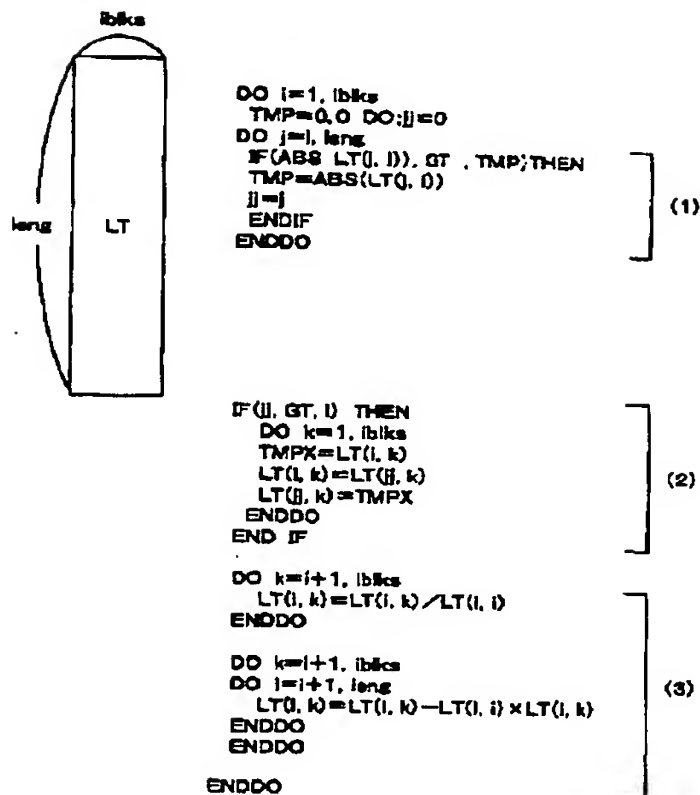 iblks
leng
LT
DO i=1, iblks
TMP=0,0 DO:jj=0
DO j=i, leng
IF(ABS LT(j, i)), GT , TMP)THEN
TMP=ABS(LT(j, i))
jj=j
ENDIF
ENDDO
(1)
IF(jj, GT, i) THEN
DO k=1, iblks
TMPX=LT(i, k)
LT(i, k)=LT(jj, k)
LT(jj, k)=TMPX
ENDDO
END IF
(2)
DO k=i+1, iblks
LT(i, k)=LT(i, k)/LT(i, i)
ENDDO
DO k=i+1, iblks
DO l=i+1, leng
LT(l, k)=LT(l, k)-LT(l, i)×LT(i, k)
ENDDO
ENDDO
ENDDO
(3)